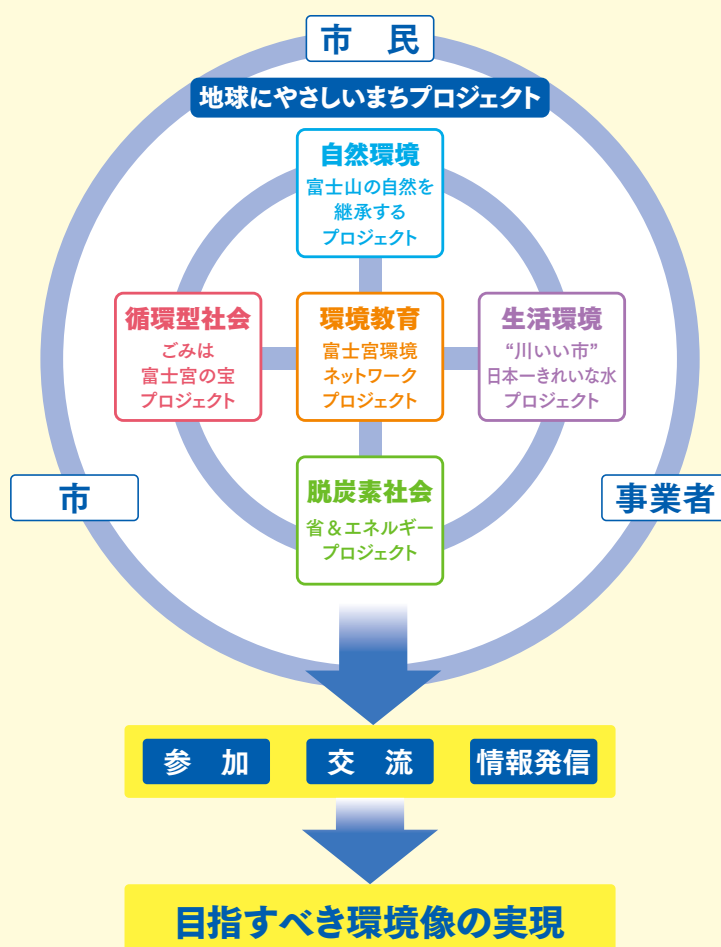 市　民
地球にやさしいまちプロジェクト
自然環境
富士山の自然を
継承する
プロジェクト
循環型社会
ごみは
富士宮の宝
プロジェクト
環境教育
富士宮環境
ネットワーク
プロジェクト
生活環境
“川いい市”
日本一きれいな水
プロジェクト
市
事業者
脱炭素社会
省＆エネルギー
プロジェクト
参　加
交　流
情報発信
目指すべき環境像の実現